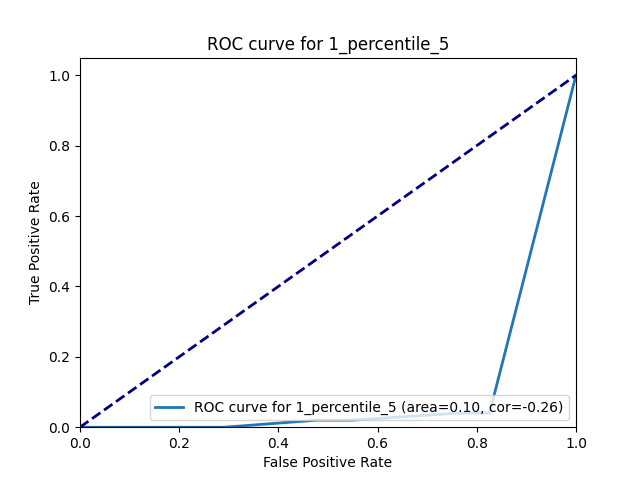 ROC curve for 1_percentile_5
1.0
0.8
0.6
0.4
0.2
0.0
True Positive Rate
ROC curve for 1_percentile_5 (area=0.10, cor=-0.26)
0.0 0.2 0.4 0.6 0.8 1.0
False Positive Rate